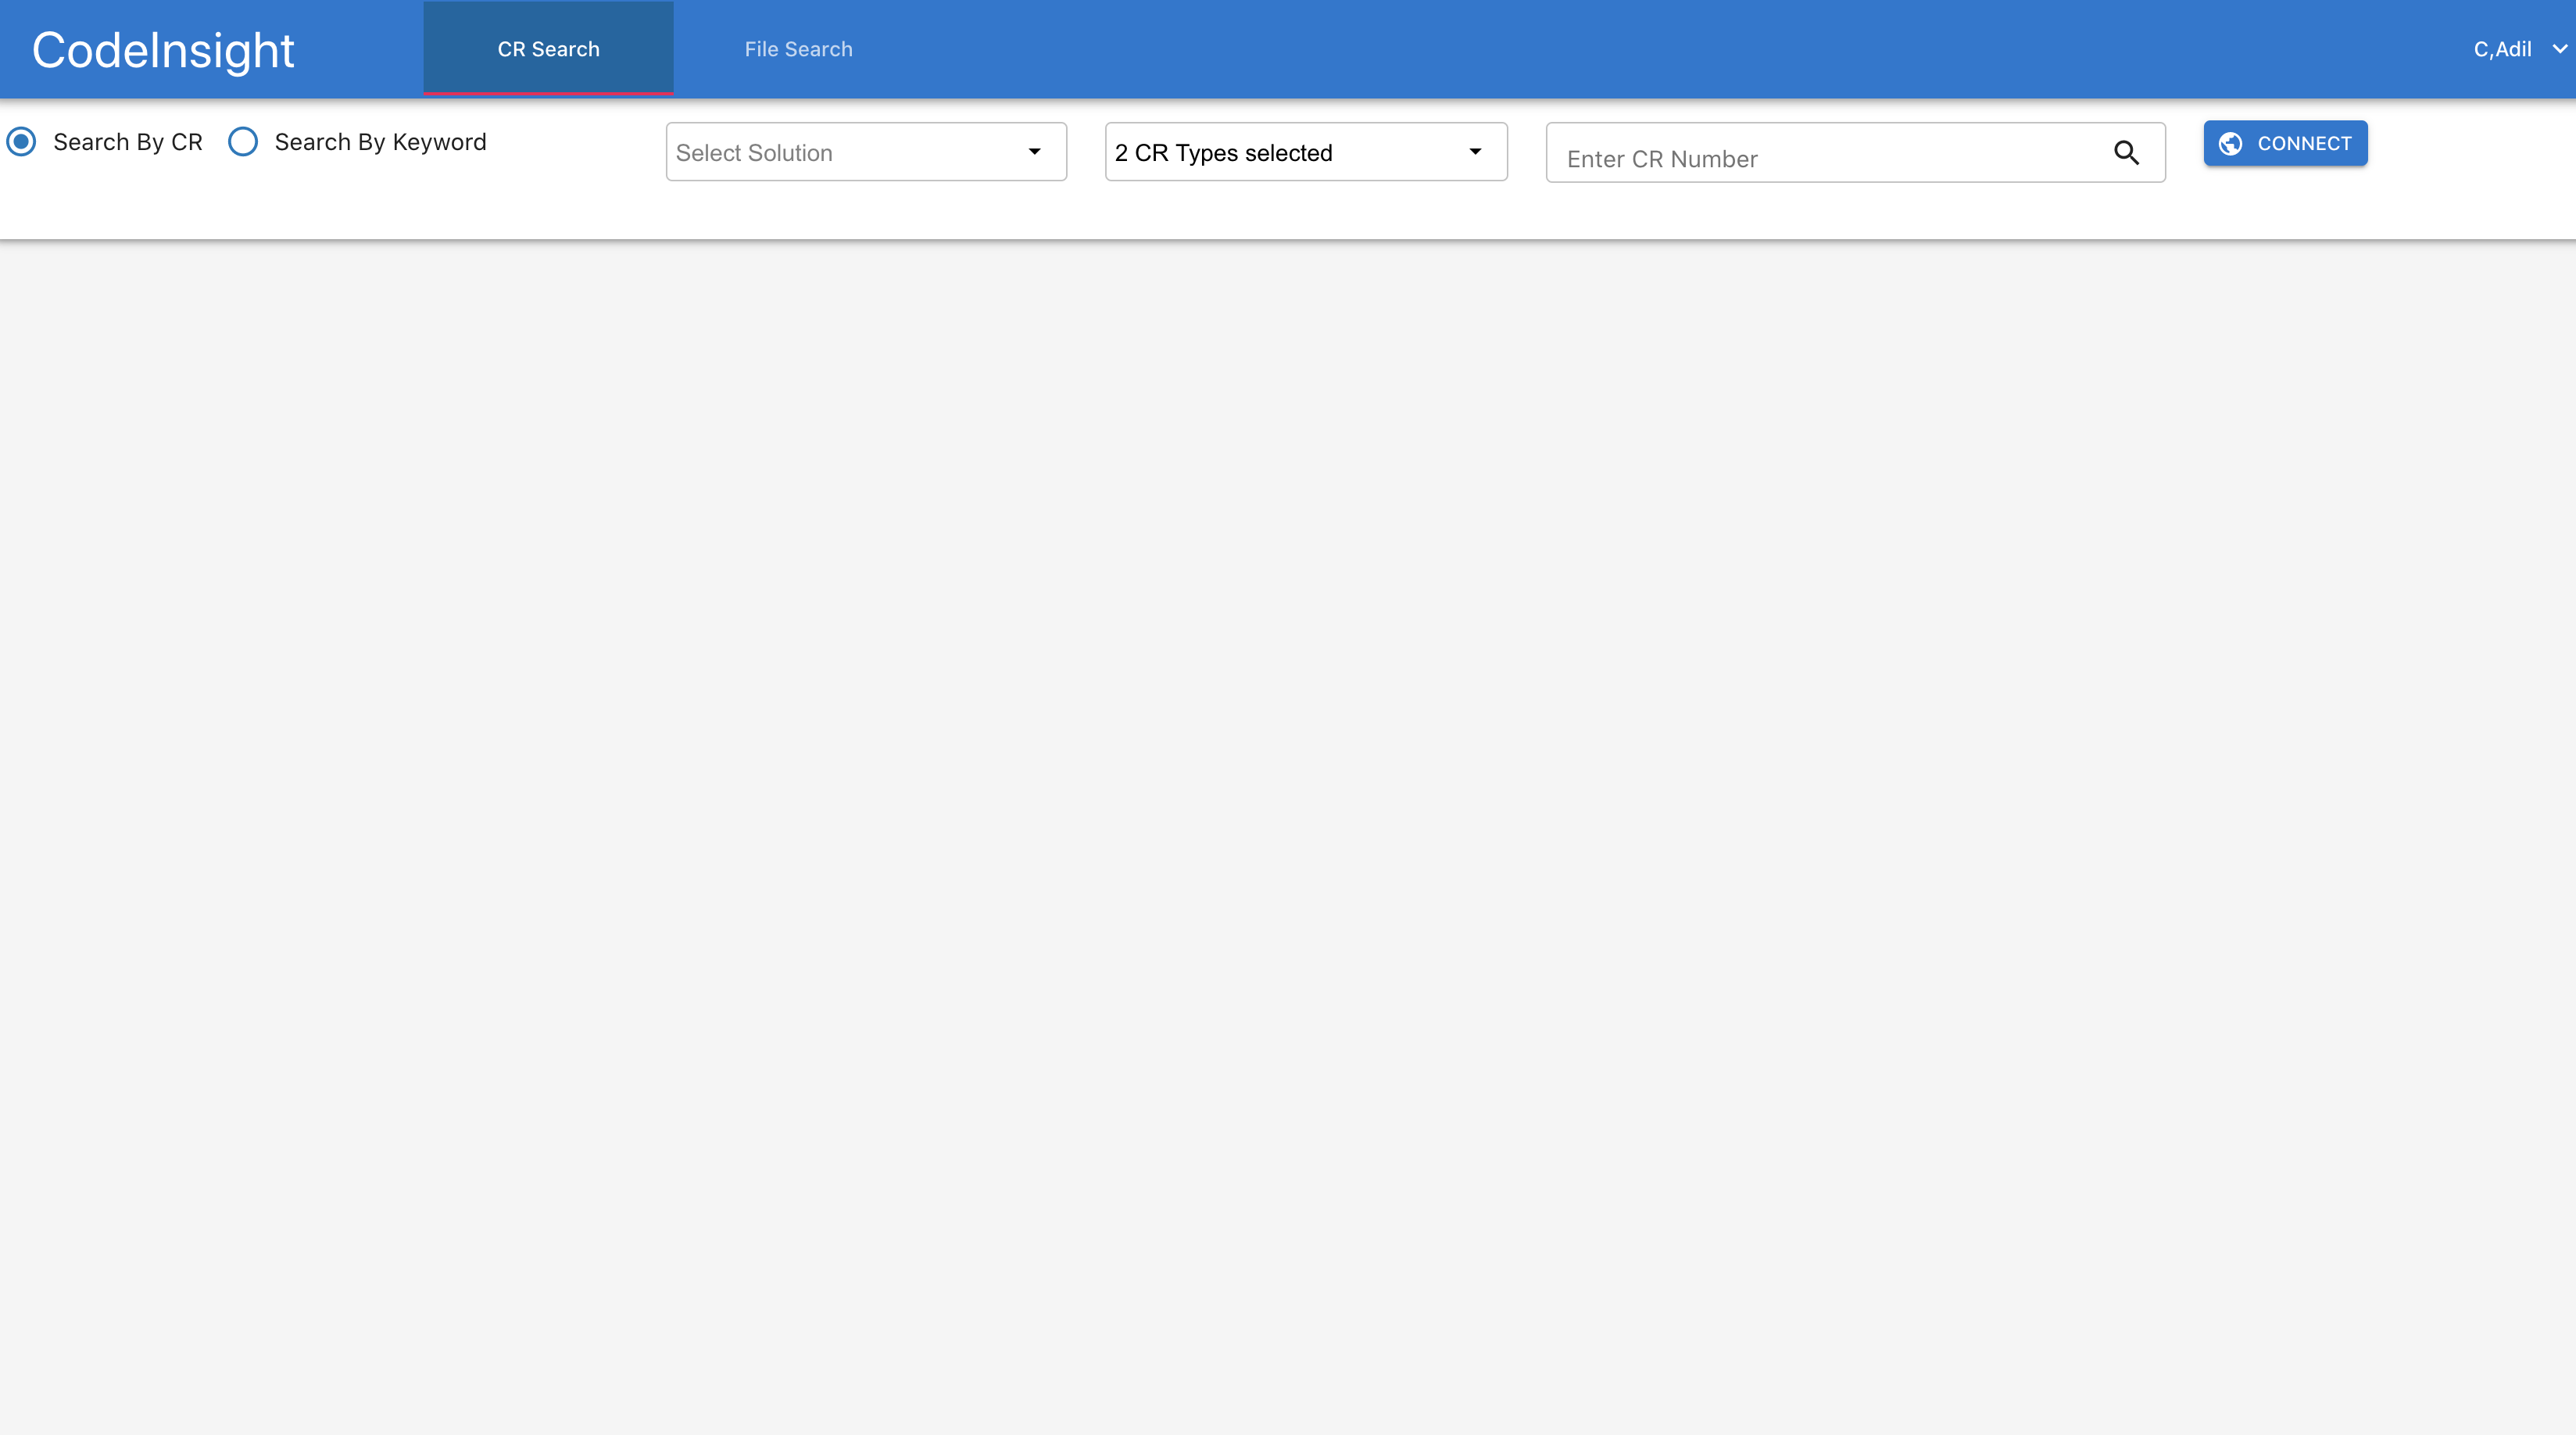 CodeInsight
CR Search
File Search
C,Adil
Search By CR
Search By Keyword
Select Solution
2 CR Types selected
Enter CR Number
CONNECT